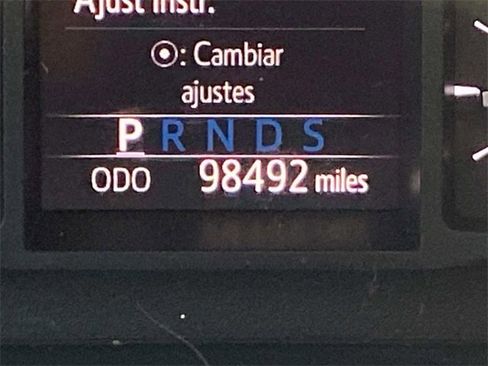 Ajust Instr.
⦿: Cambiar
ajustes
P R N D S
ODO 98492 miles